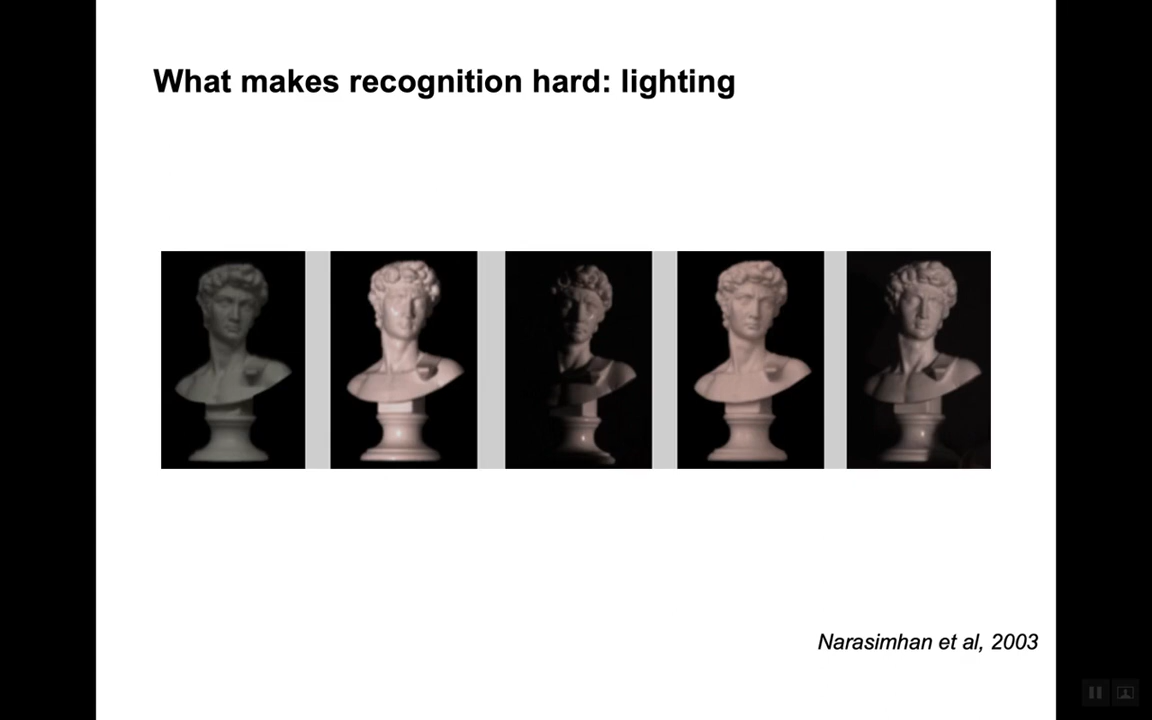 What makes recognition hard: lighting
Narasimhan et al, 2003